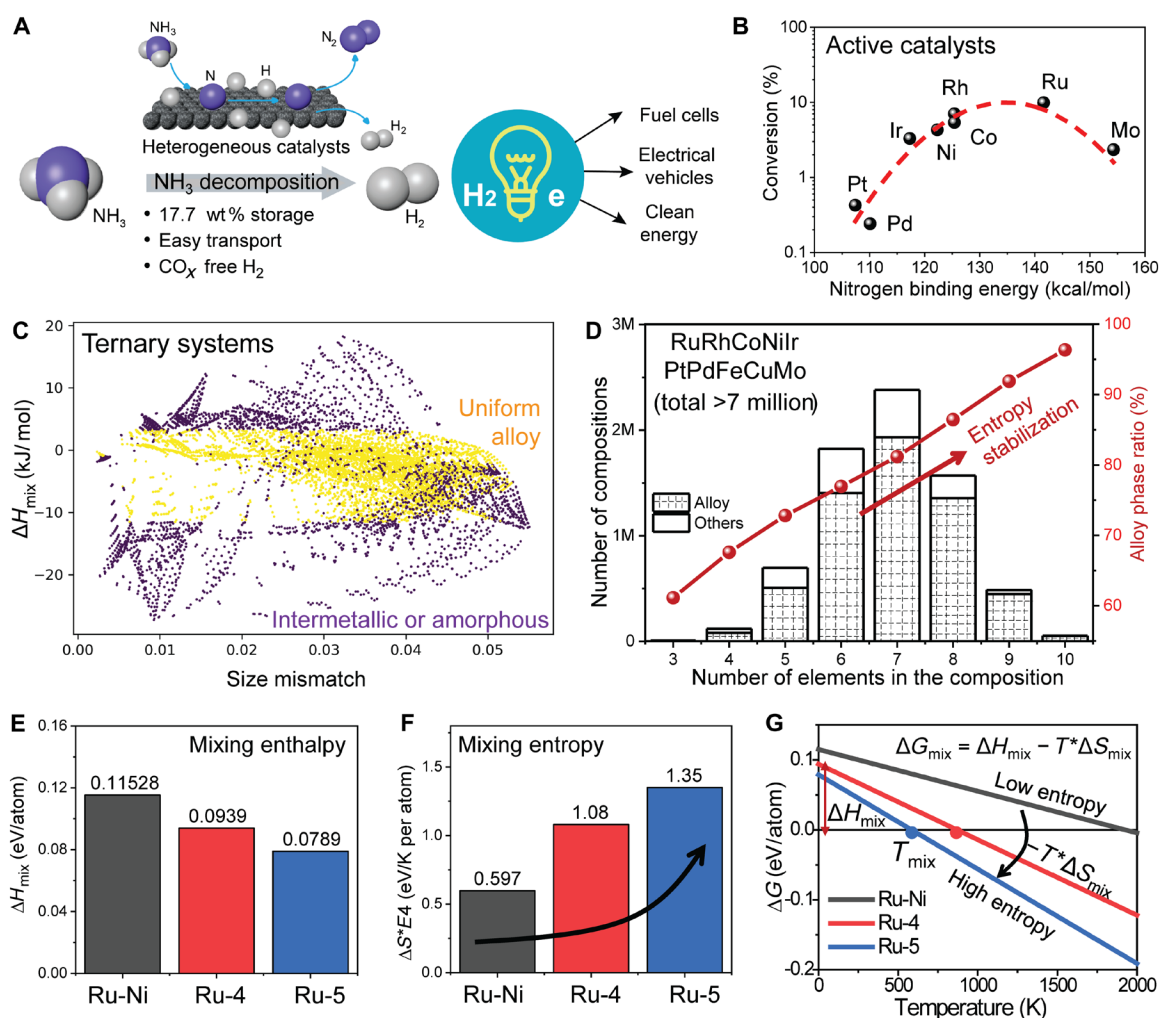 A
NH₃
N₂
N
H
H₂
Heterogeneous catalysts
NH₃ decomposition
NH₃
H₂
• 17.7 wt% storage
• Easy transport
• COₓ free H₂
H₂ e
Fuel cells
Electrical
vehicles
Clean
energy
B
Active catalysts
Conversion (%)
100
10
1
0.1
Pt
Pd
Ir
Ni
Rh
Co
Ru
Mo
100 110 120 130 140 150 160
Nitrogen binding energy (kcal/mol)
C
Ternary systems
ΔHmix (kJ/mol)
20
10
0
−10
−20
Uniform
alloy
Intermetallic or amorphous
0.00 0.01 0.02 0.03 0.04 0.05
Size mismatch
D
RuRhCoNiIr
PtPdFeCuMo
(total >7 million)
Number of compositions
3M
2M
1M
0
Alloy
Others
Entropy
stabilization
Alloy phase ratio (%)
100
90
80
70
60
3 4 5 6 7 8 9 10
Number of elements in the composition
E
Mixing enthalpy
ΔHmix (eV/atom)
0.16
0.12
0.08
0.04
0.00
0.11528
0.0939
0.0789
Ru-Ni Ru-4 Ru-5
F
Mixing entropy
ΔS*E4 (eV/K per atom)
1.5
1.0
0.5
0.0
0.597
1.08
1.35
Ru-Ni Ru-4 Ru-5
G
ΔGmix = ΔHmix − T*ΔSmix
ΔG (eV/atom)
0.1
0.0
-0.1
-0.2
Low entropy
ΔHmix
Tmix
−T*ΔSmix
High entropy
Ru-Ni
Ru-4
Ru-5
0 500 1000 1500 2000
Temperature (K)